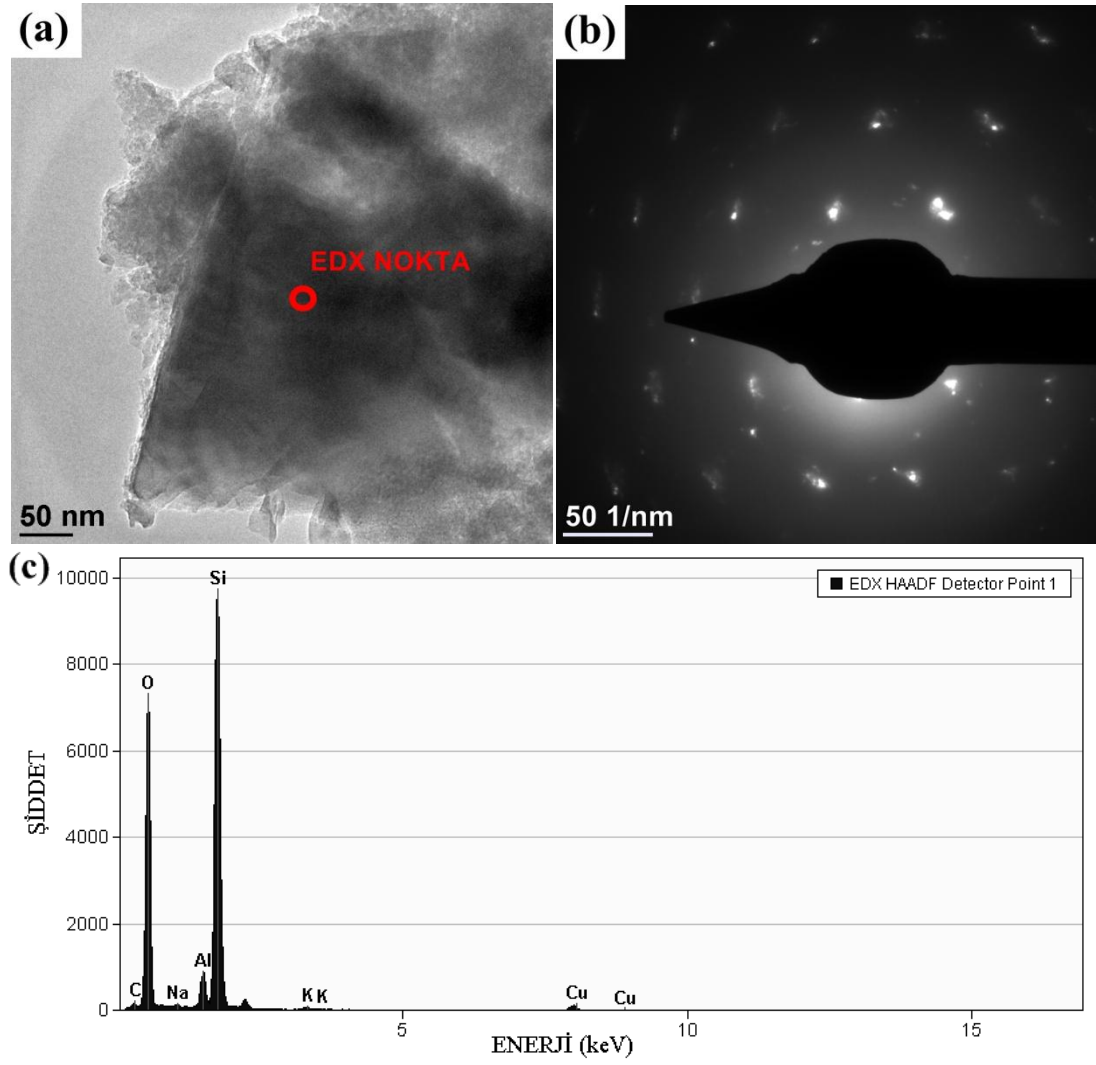 (a)
EDX NOKTA
50 nm
(b)
50 1/nm
(c)
10000
8000
6000
4000
2000
0
ŞİDDET
C
O
Na
Al
Si
K K
Cu
Cu
EDX HAADF Detector Point 1
5
10
15
ENERJİ (keV)